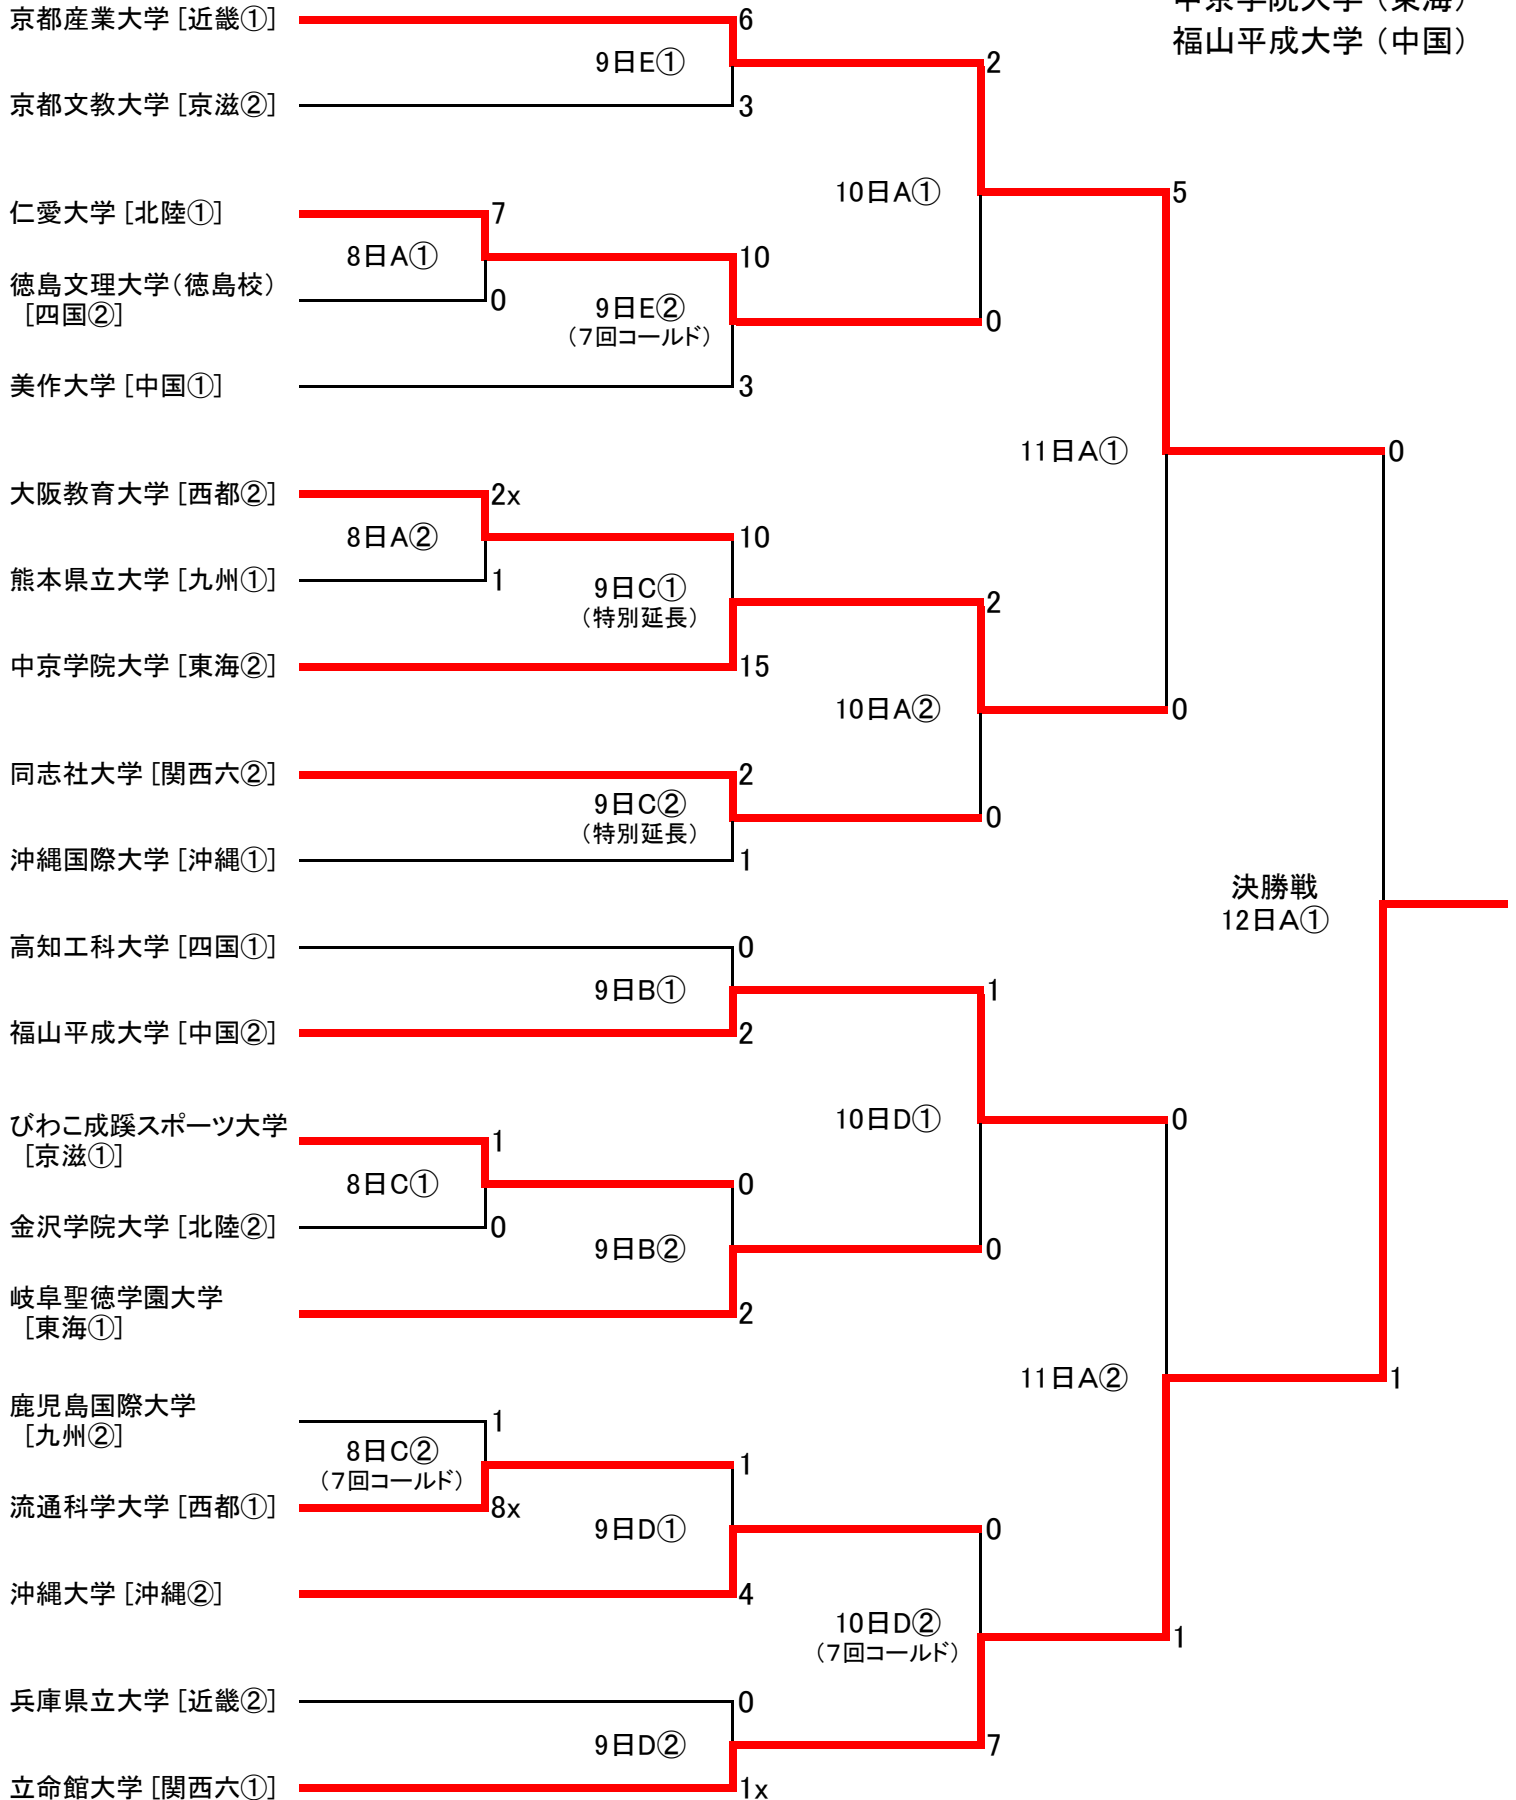 中京学院大学（東海）
福山平成大学（中国）
京都産業大学 [近畿①]
6
9日E①
2
京都文教大学 [京滋②]
3
10日A①
5
仁愛大学 [北陸①]
7
8日A①
10
徳島文理大学（徳島校）
[四国②]
0
9日E②
（7回コールド）
0
美作大学 [中国①]
3
11日A①
0
大阪教育大学 [西都②]
2x
8日A②
10
熊本県立大学 [九州①]
1
9日C①
（特別延長）
2
中京学院大学 [東海②]
15
10日A②
0
同志社大学 [関西六②]
2
9日C②
（特別延長）
0
沖縄国際大学 [沖縄①]
1
決勝戦
12日A①
高知工科大学 [四国①]
0
9日B①
1
福山平成大学 [中国②]
2
びわこ成蹊スポーツ大学
[京滋①]
1
10日D①
0
8日C①
0
金沢学院大学 [北陸②]
0
9日B②
0
岐阜聖徳学園大学
[東海①]
2
11日A②
1
鹿児島国際大学
[九州②]
1
8日C②
（7回コールド）
1
流通科学大学 [西都①]
8x
9日D①
0
沖縄大学 [沖縄②]
4
10日D②
（7回コールド）
1
兵庫県立大学 [近畿②]
0
9日D②
7
立命館大学 [関西六①]
1x